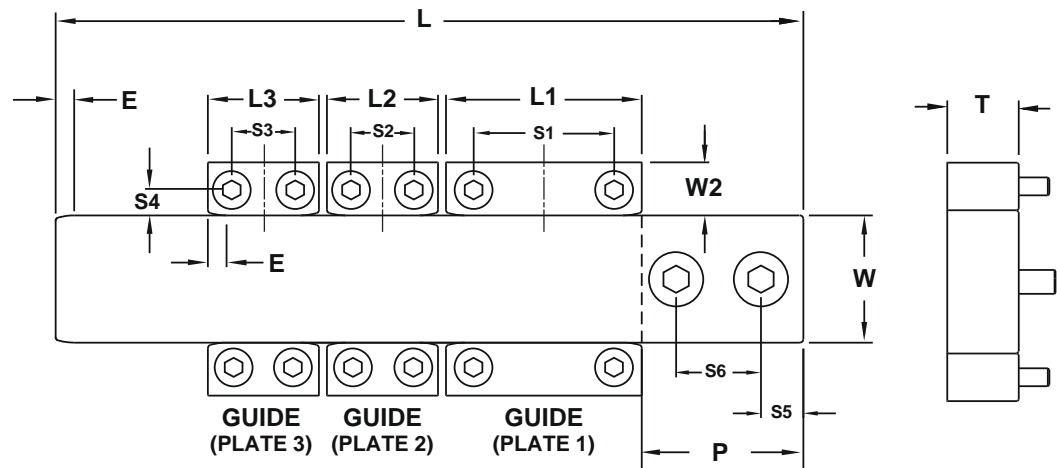 L
E
L3
L2
L1
T
S3
S2
S1
S4
W2
E
W
S6
S5
GUIDE
(PLATE 3)
GUIDE
(PLATE 2)
GUIDE
(PLATE 1)
P